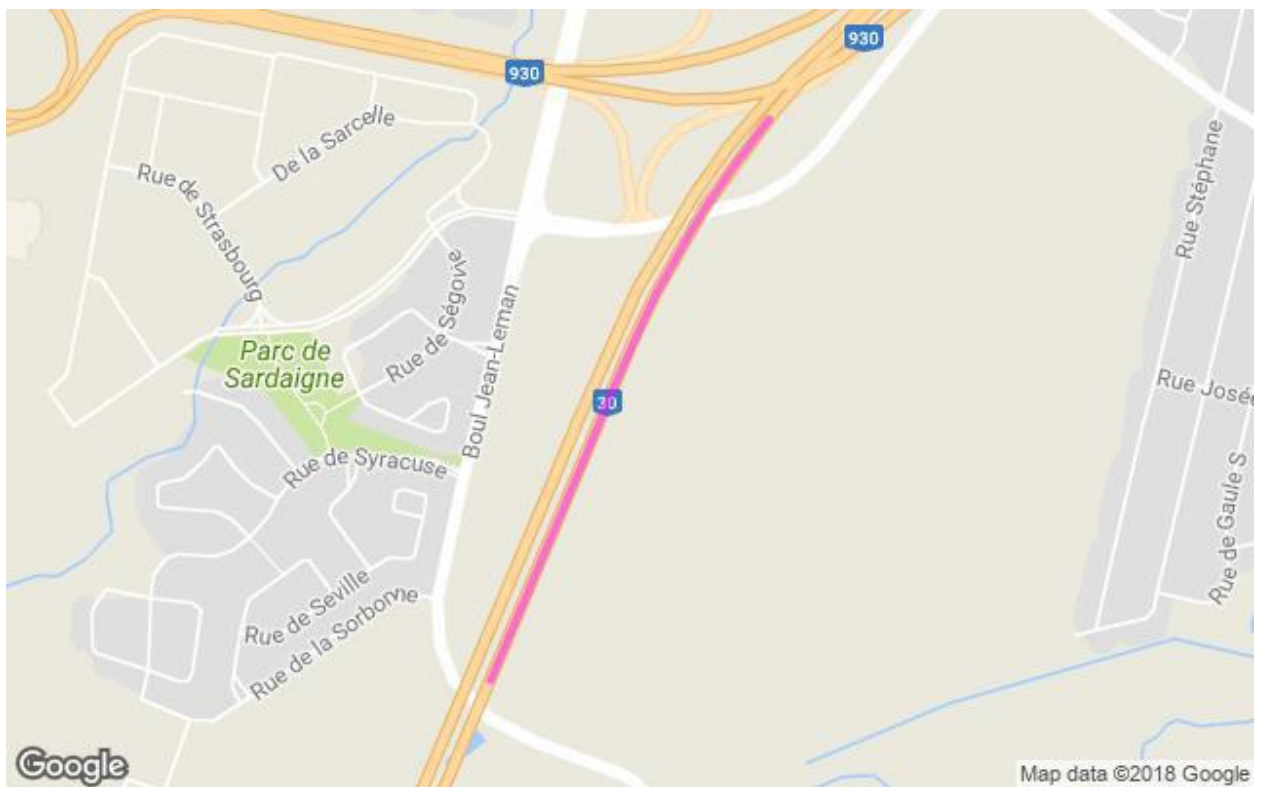 930
930
De la Sarcelle
Rue Stéphane
Rue de Strasbourg
Rue de Ségovie
Boul Jean-Leman
Parc de
Sardaigne
Rue Josée
30
Rue de Syracuse
Rue de Gaule S
Rue de Seville
Rue de la Sorbonne
Google
Map data ©2018 Google